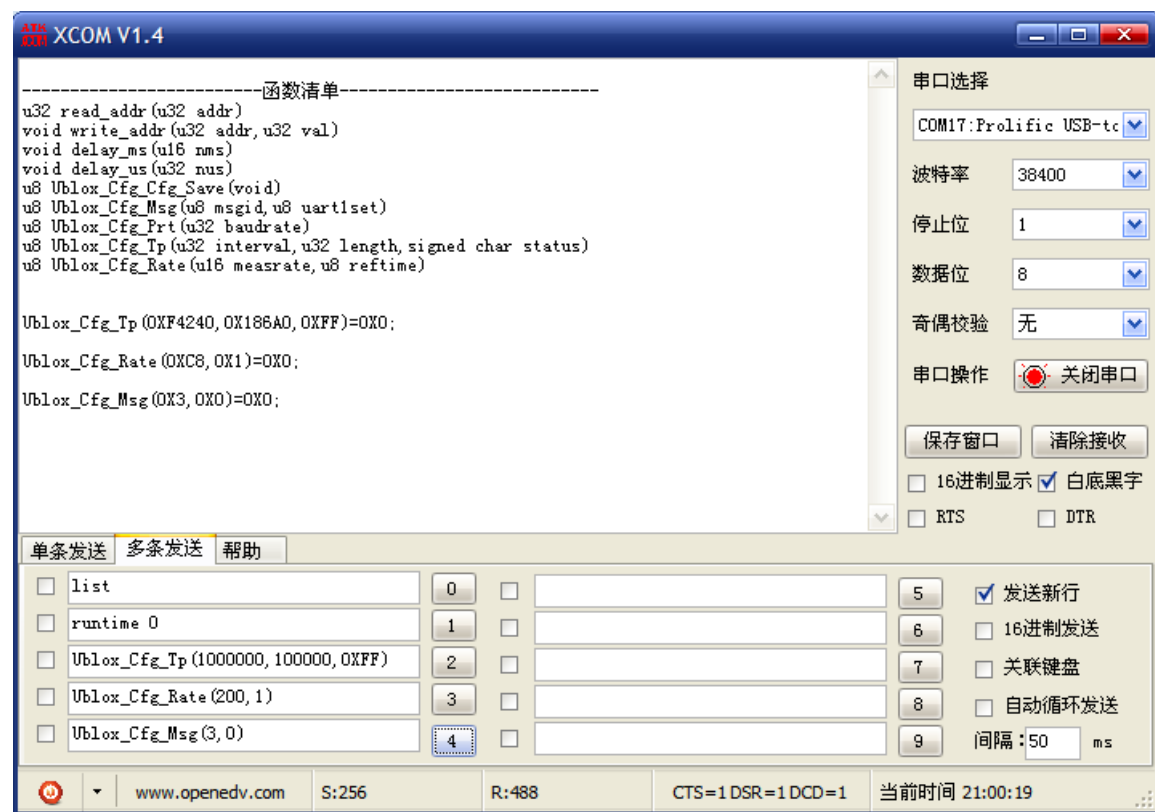 ATK XCOM XCOM V1.4
-------------------------函数清单---------------------------
u32 read_addr(u32 addr)
void write_addr(u32 addr,u32 val)
void delay_ms(u16 nms)
void delay_us(u32 nus)
u8 Ublox_Cfg_Cfg_Save(void)
u8 Ublox_Cfg_Msg(u8 msgid,u8 uart1set)
u8 Ublox_Cfg_Prt(u32 baudrate)
u8 Ublox_Cfg_Tp(u32 interval,u32 length,signed char status)
u8 Ublox_Cfg_Rate(u16 measrate,u8 reftime)
Ublox_Cfg_Tp(0XF4240,0X186A0,0XFF)=0X0;
Ublox_Cfg_Rate(0XC8,0X1)=0X0;
Ublox_Cfg_Msg(0X3,0X0)=0X0;
串口选择
COM17:Prolific USB-to
波特率 38400
停止位 1
数据位 8
奇偶校验 无
串口操作 关闭串口
保存窗口 清除接收
16进制显示 白底黑字
RTS DTR
单条发送 多条发送 帮助
list 0 5 发送新行
runtime 0 1 6 16进制发送
Ublox_Cfg_Tp(1000000,100000,0XFF) 2 7 关联键盘
Ublox_Cfg_Rate(200,1) 3 8 自动循环发送
Ublox_Cfg_Msg(3,0) 4 9 间隔:50 ms
www.openedv.com S:256 R:488 CTS=1 DSR=1 DCD=1 当前时间 21:00:19